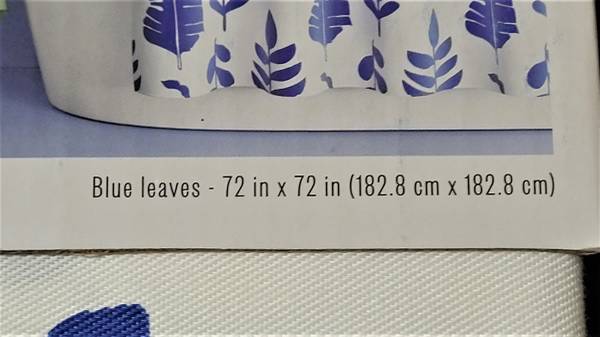 Blue leaves - 72 in x 72 in (182.8 cm x 182.8 cm)